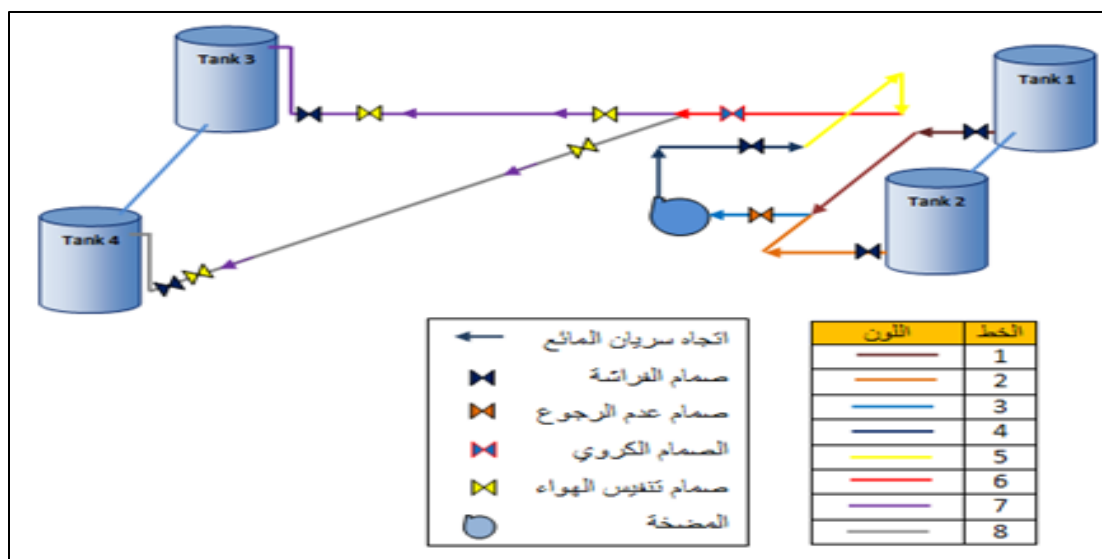 Tank 3
Tank 1
Tank 2
Tank 4
اتجاه سريان المائع
صمام الفراشة
صمام عدم الرجوع
الصمام الكروي
صمام تنفيس الهواء
المضخة
الخط اللون
1
2
3
4
5
6
7
8